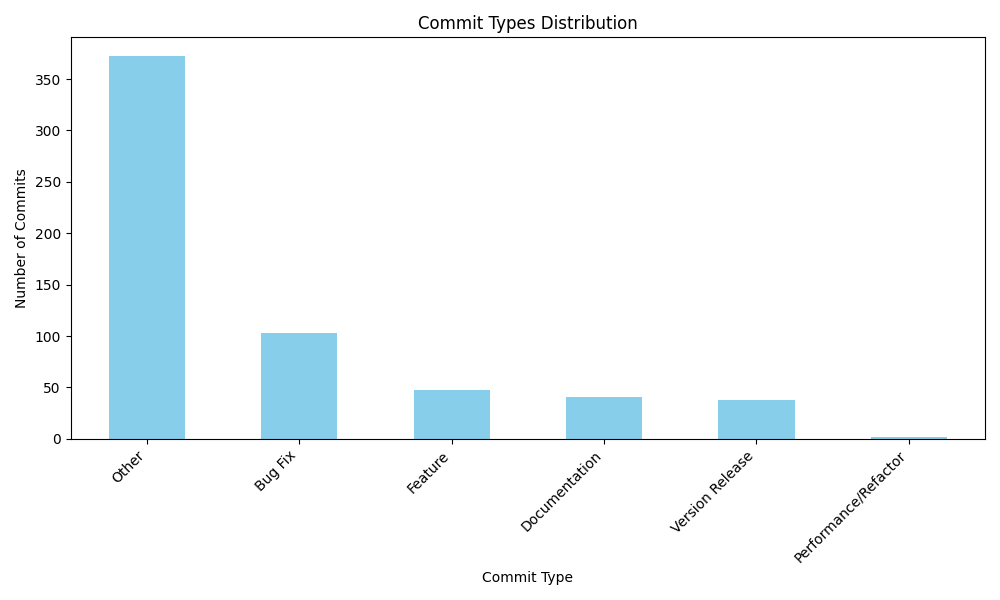 Commit Types Distribution
Number of Commits
350
300
250
200
150
100
50
0
Other
Bug Fix
Feature
Documentation
Version Release
Performance/Refactor
Commit Type